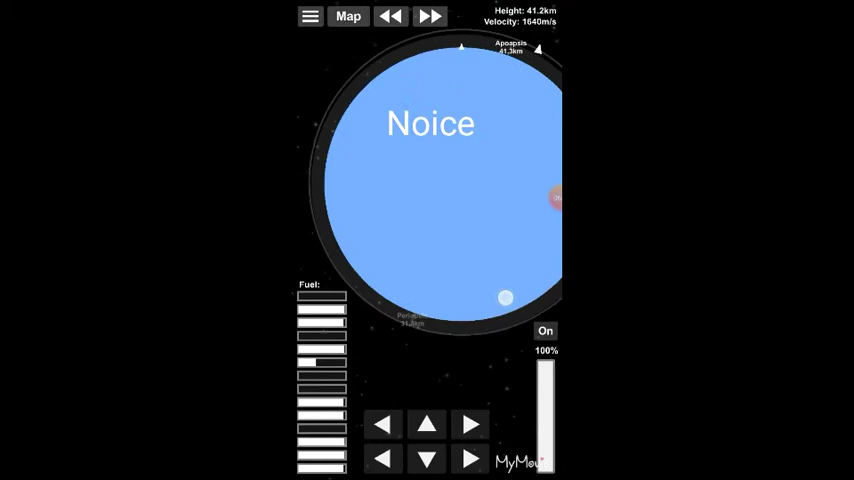 Map
Height: 41.2km
Velocity: 1640m/s
Apoapsis
41.3km
Noice
Fuel:
On
100%